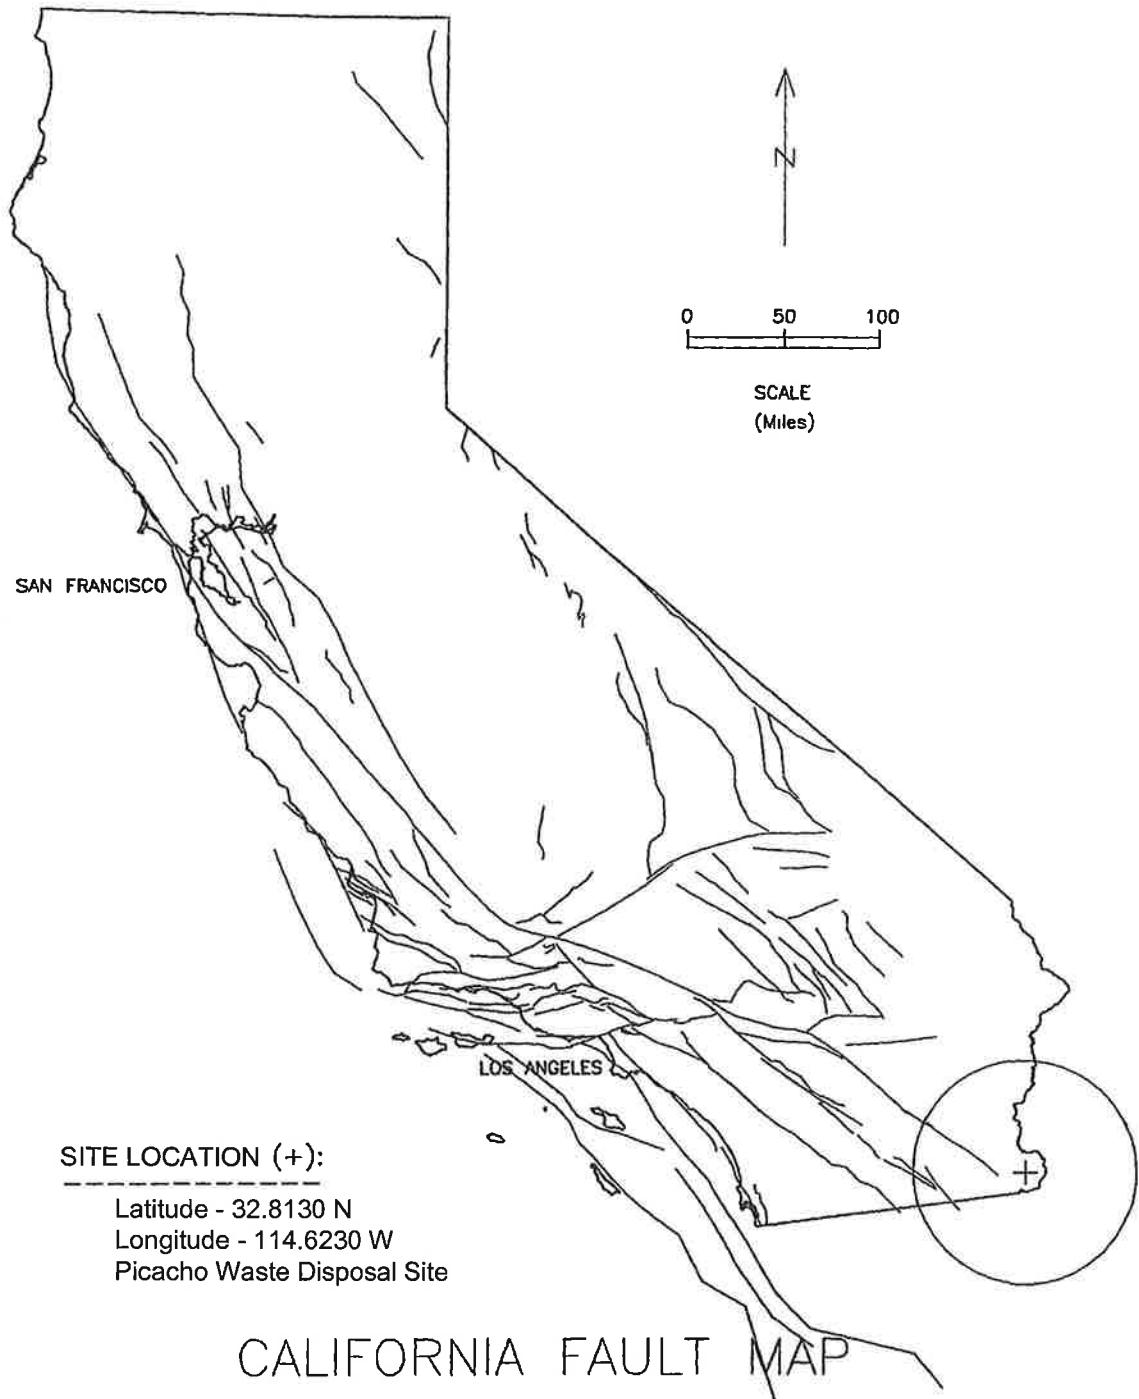 N
0 50 100
SCALE
(Miles)
SAN FRANCISCO
LOS ANGELES
SITE LOCATION (+):
Latitude - 32.8130 N
Longitude - 114.6230 W
Picacho Waste Disposal Site
CALIFORNIA FAULT MAP